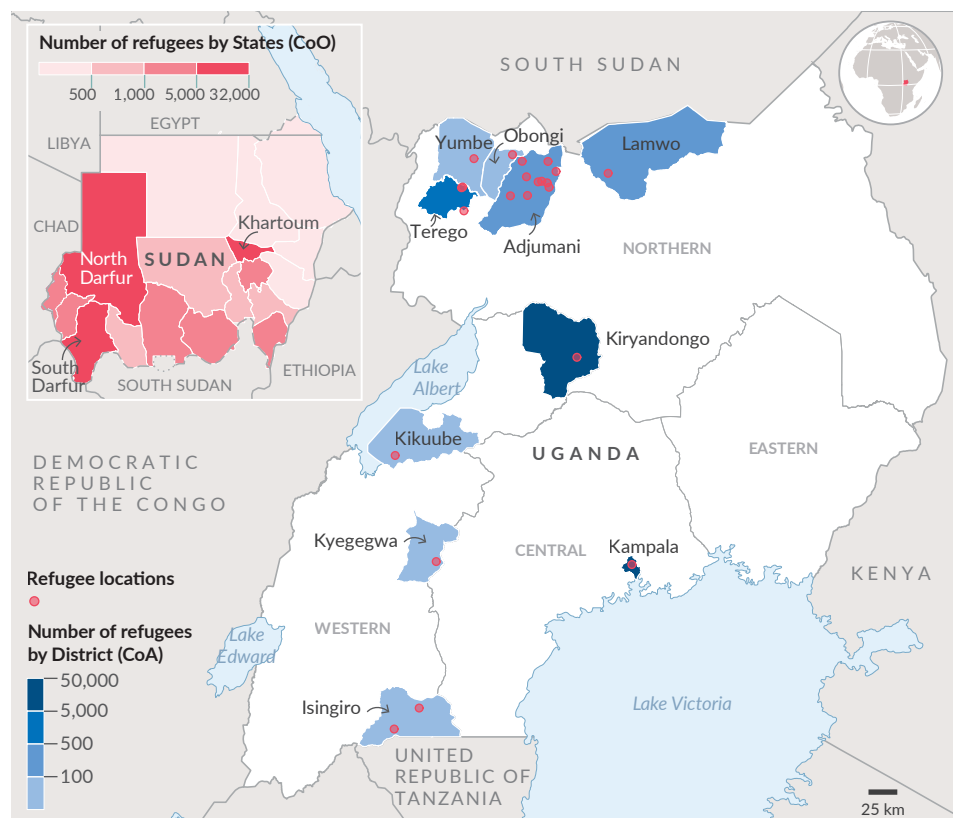 Number of refugees by States (CoO)
500 1,000 5,000 32,000
EGYPT
LIBYA
CHAD
Khartoum
North
Darfur
SUDAN
South
Darfur
SOUTH SUDAN
ETHIOPIA
SOUTH SUDAN
Yumbe
Obongi
Lamwo
Terego
Adjumani
NORTHERN
Kiryandongo
Lake
Albert
Kikuube
UGANDA
EASTERN
DEMOCRATIC
REPUBLIC
OF THE CONGO
Kyegegwa
CENTRAL
Kampala
KENYA
Refugee locations
Number of refugees
by District (CoA)
50,000
5,000
500
100
WESTERN
Lake
Edward
Isingiro
Lake Victoria
UNITED
REPUBLIC OF
TANZANIA
25 km